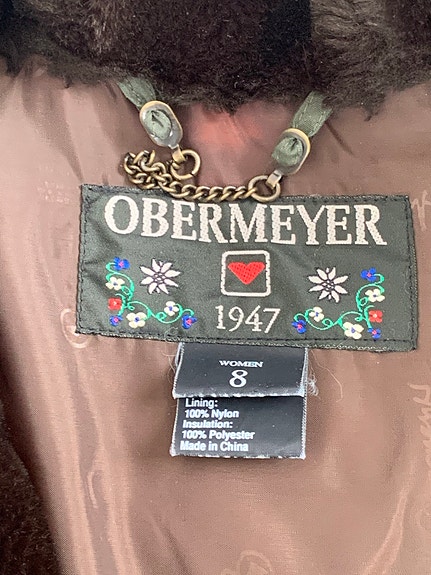 OBERMEYER
1947
WOMEN
8
Lining:
100% Nylon
Insulation:
100% Polyester
Made in China